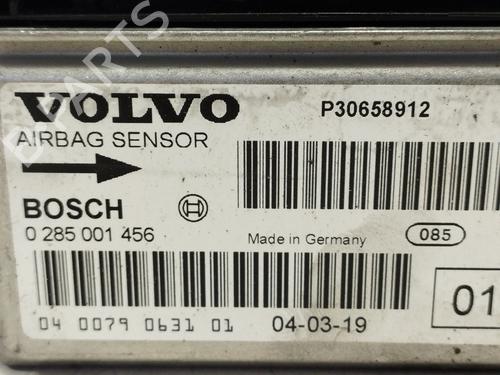 VOLVO P30658912
AIRBAG SENSOR
BOSCH
0 285 001 456 Made in Germany 085
01
04 0079 0631 01 04-03-19
PARTS